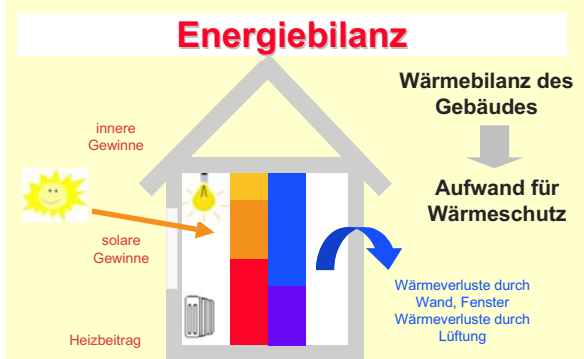 Energiebilanz
Wärmebilanz des
Gebäudes
Aufwand für
Wärmeschutz
innere
Gewinne
solare
Gewinne
Heizbeitrag
Wärmeverluste durch
Wand, Fenster
Wärmeverluste durch
Lüftung